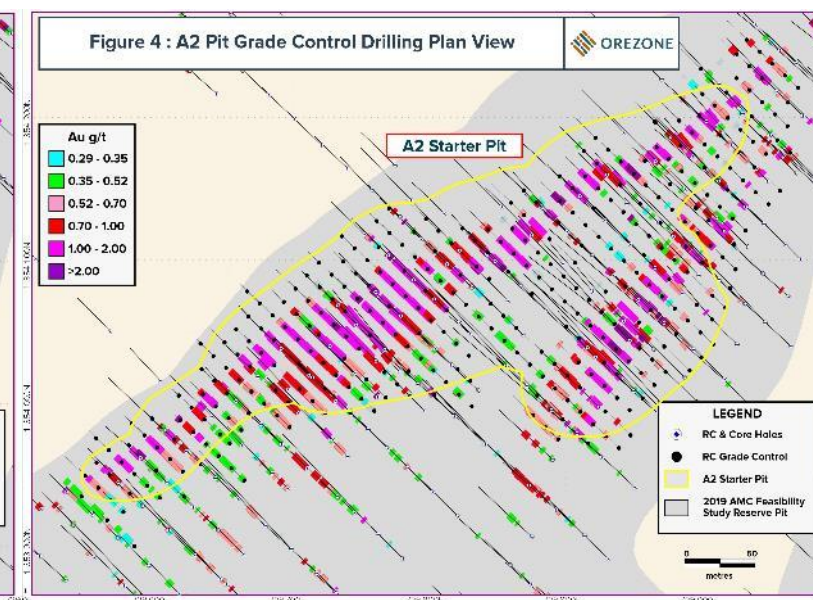 Figure 4 : A2 Pit Grade Control Drilling Plan View
OREZONE
A2 Starter Pit
Au g/t
0.29 - 0.35
0.35 - 0.52
0.52 - 0.70
0.70 - 1.00
1.00 - 2.00
>2.00
LEGEND
RC & Core Holes
RC Grade Control
A2 Starter Pit
2019 AMC Feasibility
Study Reserve Pit
0 50
metres